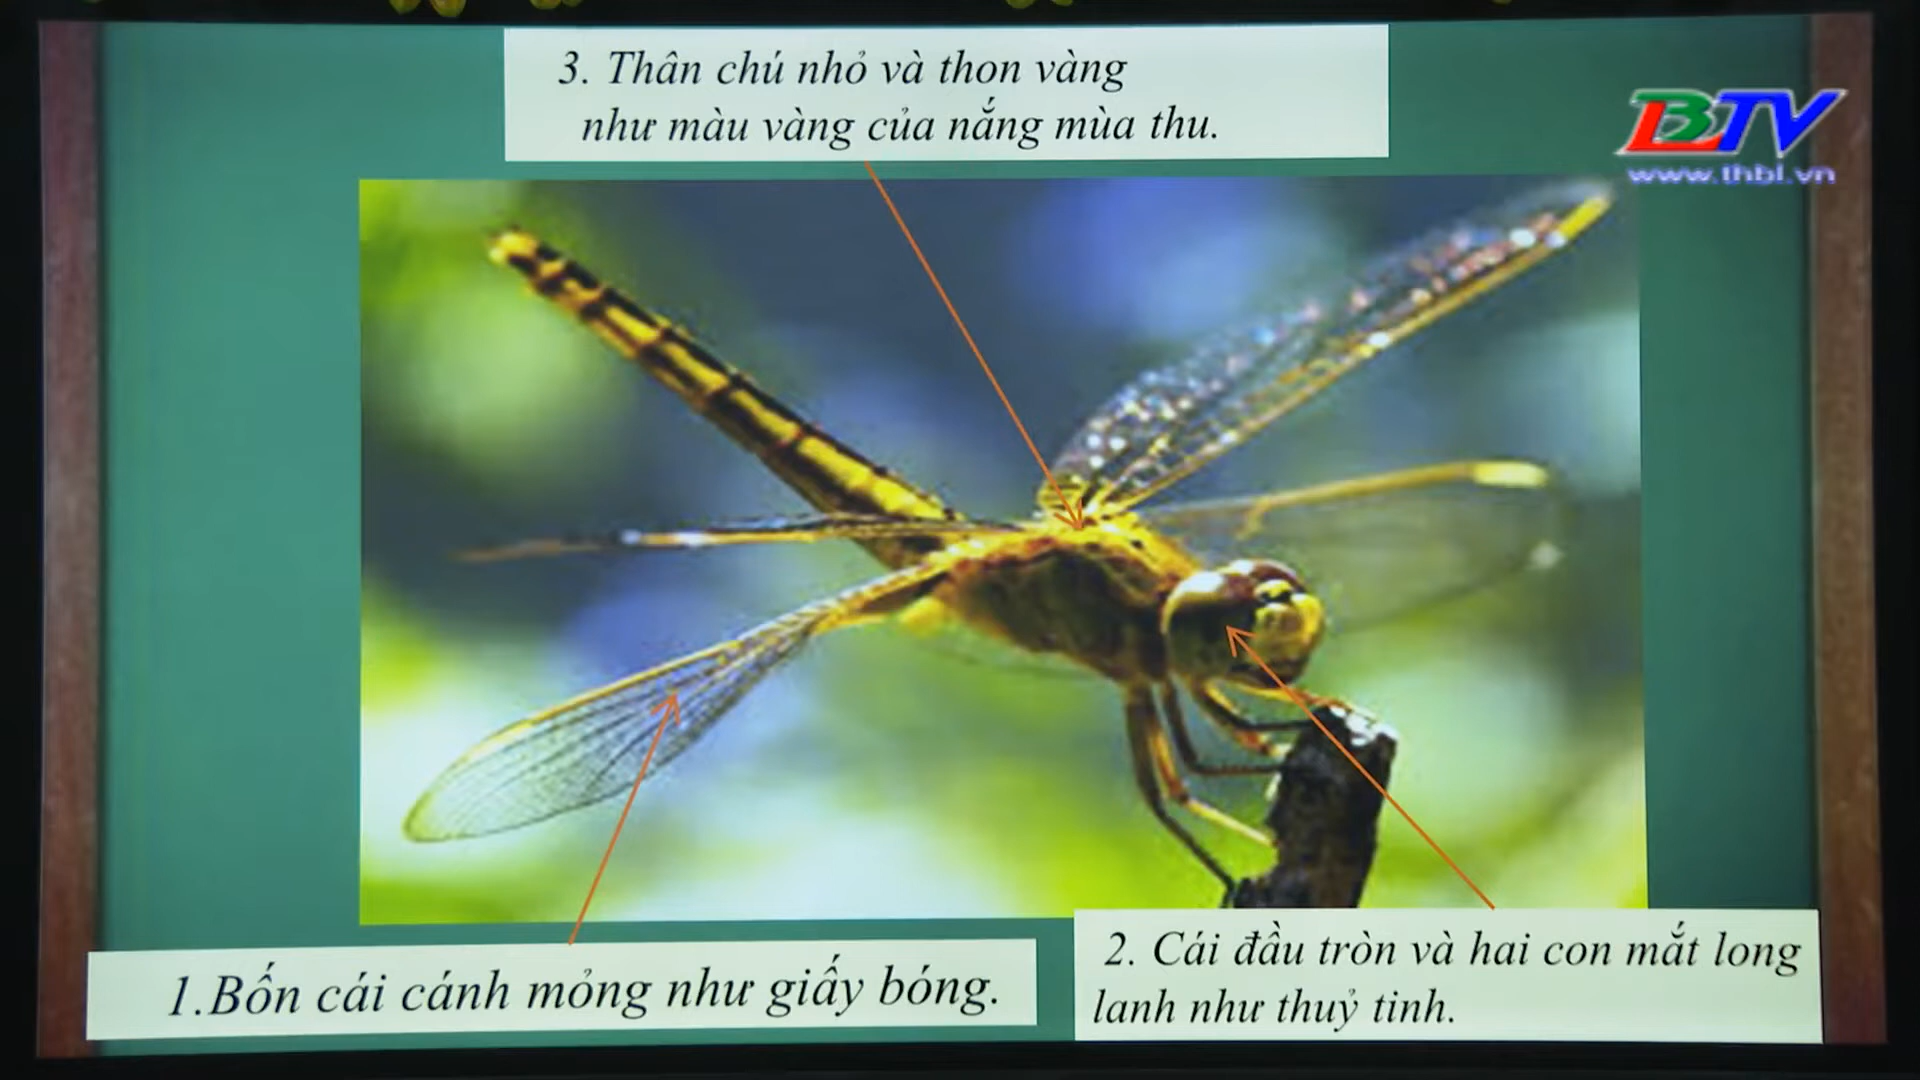 3. Thân chú nhỏ và thon vàng
như màu vàng của nắng mùa thu.
BTV
www.thbl.vn
1.Bốn cái cánh mỏng như giấy bóng.
2. Cái đầu tròn và hai con mắt long
lanh như thuỷ tinh.